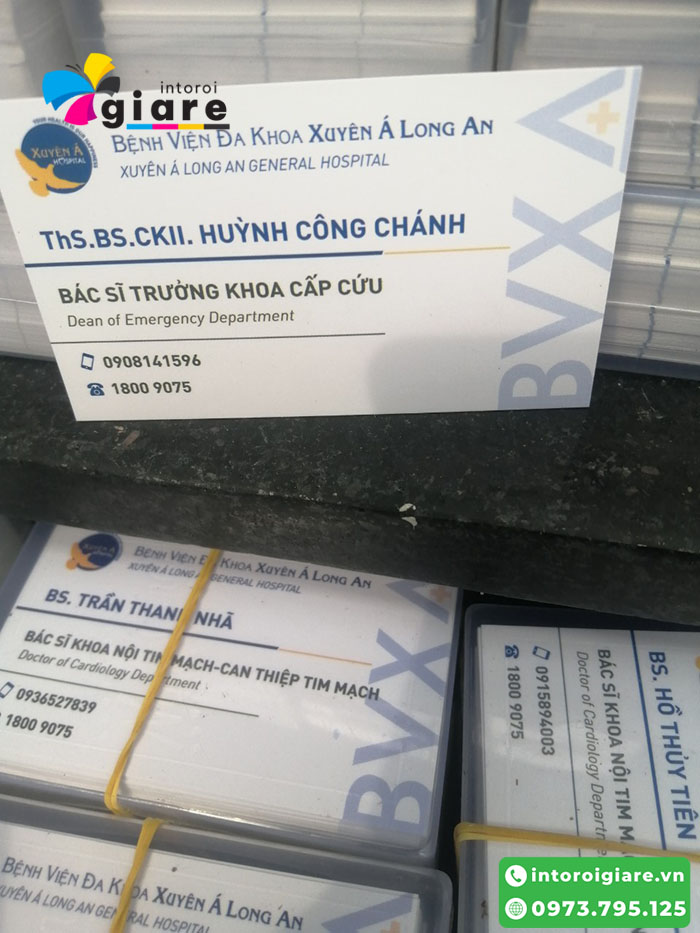 intoroi
giare
YOUR HEALTH IS OUR HAPPINESS
XUYÊN Á
HOSPITAL
BỆNH VIỆN ĐA KHOA XUYÊN Á LONG AN
XUYÊN Á LONG AN GENERAL HOSPITAL
ThS.BS.CKII. HUỲNH CÔNG CHÁNH
BÁC SĨ TRƯỞNG KHOA CẤP CỨU
Dean of Emergency Department
0908141596
1800 9075
BVXA
BỆNH VIỆN ĐA KHOA XUYÊN Á LONG AN
XUYÊN Á LONG AN GENERAL HOSPITAL
BS. TRẦN THANH NHÃ
BÁC SĨ KHOA NỘI TIM MẠCH-CAN THIỆP TIM MẠCH
Doctor of Cardiology Department
0936527839
1800 9075
BVXA
BS. HỒ THỦY TIÊN
BÁC SĨ KHOA NỘI TIM
Doctor of Cardiology Departm
0915894003
1800 9075
BỆNH VIỆN ĐA KHOA XUYÊN Á LONG AN
XUYÊN Á LONG AN GENERAL HOSPITAL
intoroigiare.vn
0973.795.125